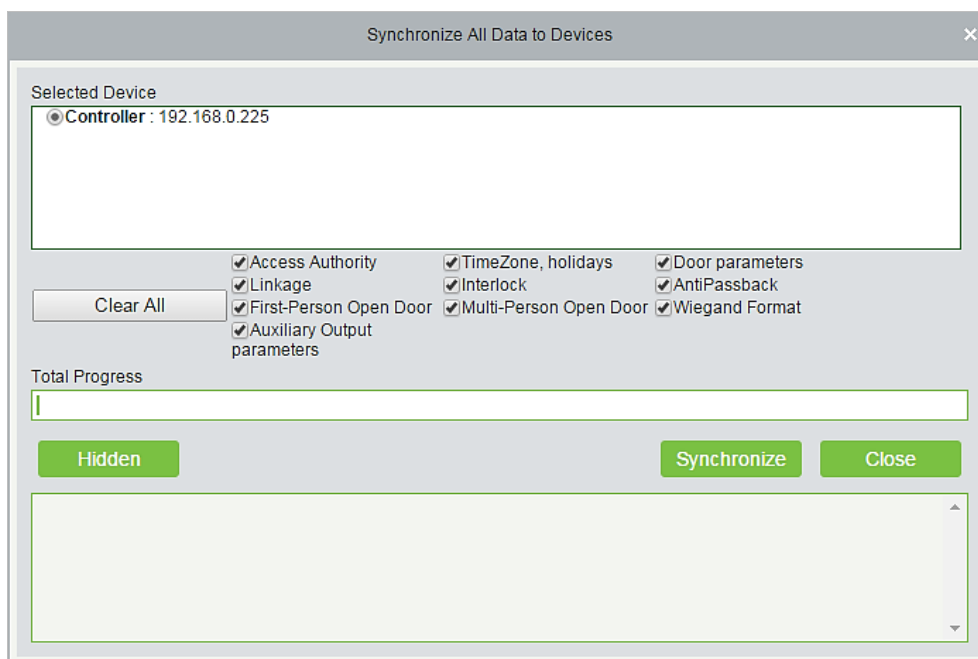 Synchronize All Data to Devices
Selected Device
Controller : 192.168.0.225
Access Authority TimeZone, holidays Door parameters
Linkage Interlock AntiPassback
Clear All
First-Person Open Door Multi-Person Open Door Wiegand Format
Auxiliary Output
parameters
Total Progress
Hidden Synchronize Close